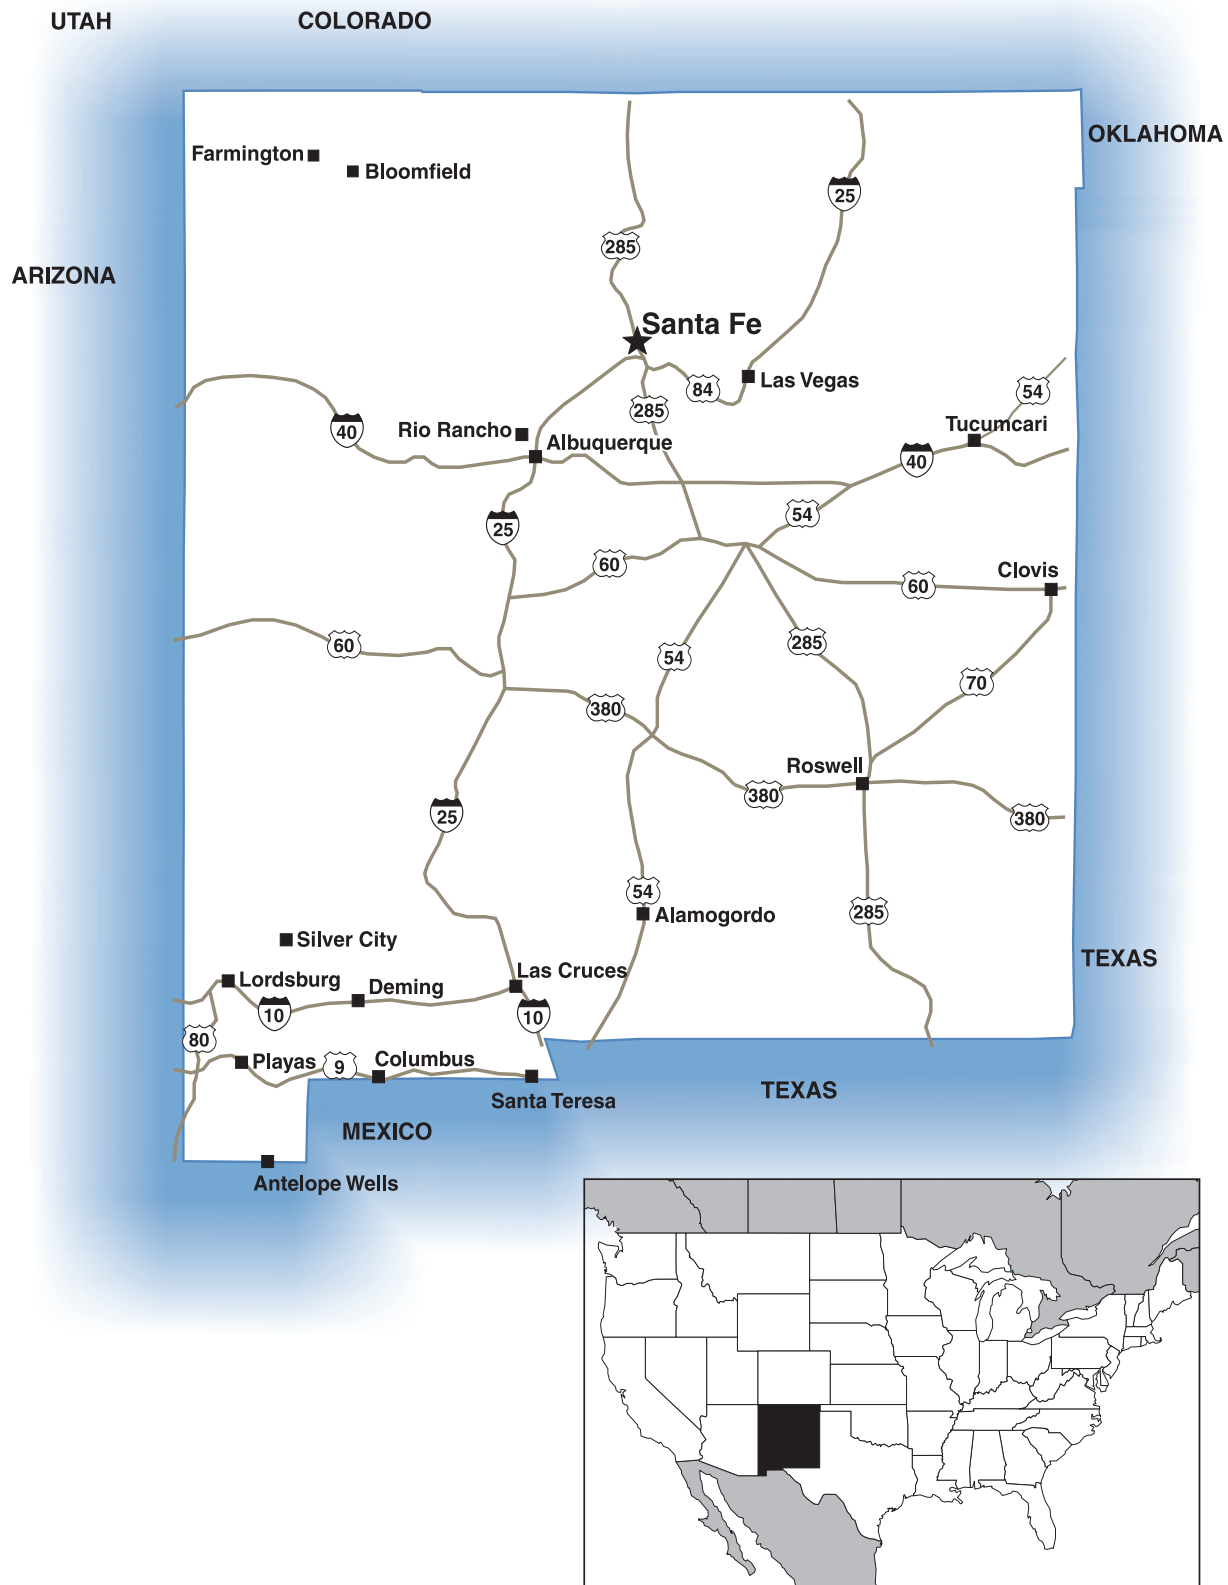 UTAH
COLORADO
OKLAHOMA
Farmington
Bloomfield
25
285
ARIZONA
Santa Fe
Las Vegas
84
54
285
Tucumcari
40
Rio Rancho
Albuquerque
40
54
25
60
Clovis
60
60
54
285
70
380
Roswell
380
380
25
54
285
Alamogordo
Silver City
TEXAS
Lordsburg
Deming
Las Cruces
10
10
80
Playas
9
Columbus
TEXAS
Santa Teresa
MEXICO
Antelope Wells